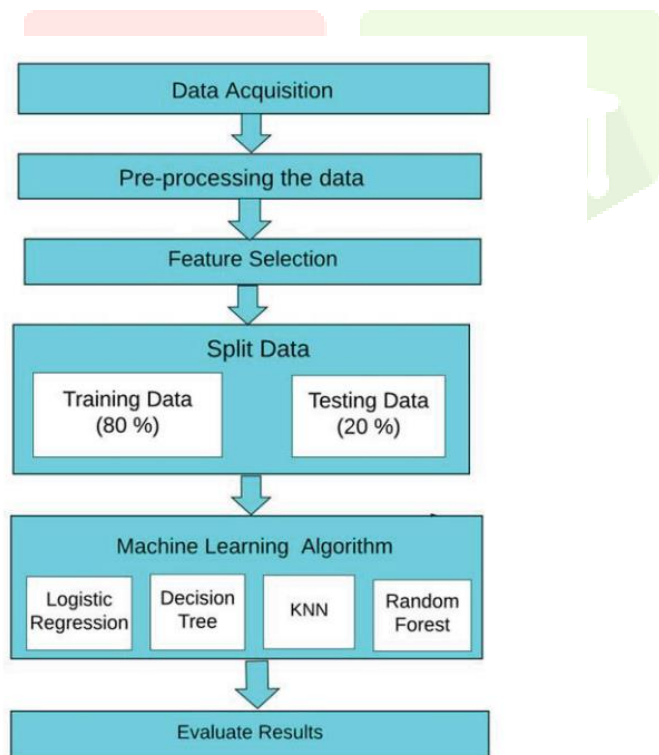 Data Acquisition
Pre-processing the data
Feature Selection
Split Data
Training Data
(80 %)
Testing Data
(20 %)
Machine Learning Algorithm
Logistic
Regression
Decision
Tree
KNN
Random
Forest
Evaluate Results